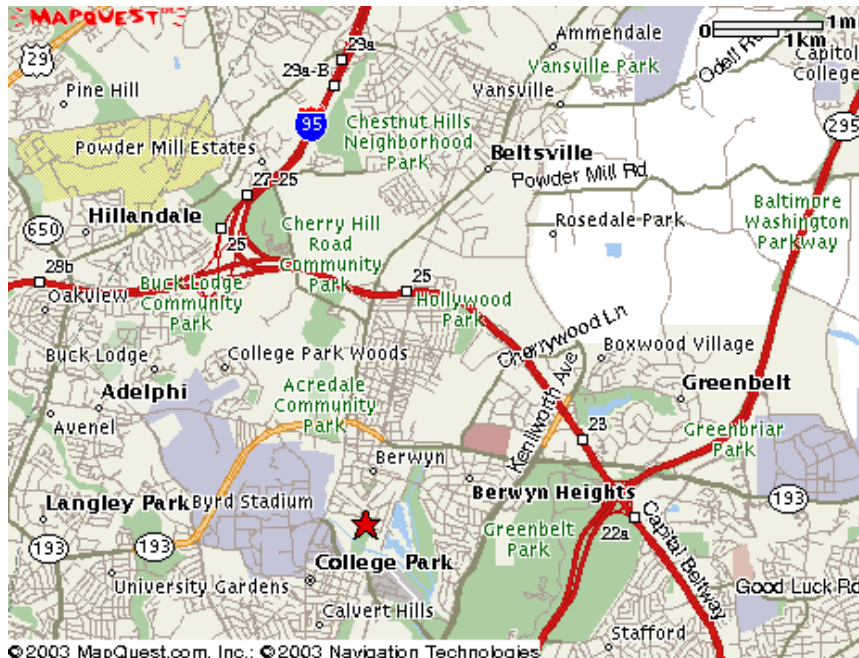 MAPQUEST
29
Pine Hill
29a
29a-B
Ammendale
Vansville Park
Odell Rd
0
1m
1km
Capitol
College
95
Chestnut Hills
Neighborhood
Park
Vansville
295
Powder Mill Estates
27-25
Beltsville
Powder Mill Rd
650
Hillandale
25
Cherry Hill
Road
Community
Park
Rosedale Park
Baltimore
Washington
Parkway
28b
Oakview
Buck Lodge
Community
Park
25
Hollywood
Park
Cherrywood Ln
Buck Lodge
College Park Woods
Boxwood Village
Adelphi
Acredale
Community
Park
Kenilworth Ave
Greenbelt
Avenel
23
Greenbriar
Park
Berwyn
Langley Park
Byrd Stadium
Berwyn Heights
193
193
193
Greenbelt
Park
22a
Capital Beltway
College Park
University Gardens
Good Luck Rd
Calvert Hills
Stafford
©2003 MapQuest.com, Inc.; ©2003 Navigation Technologies